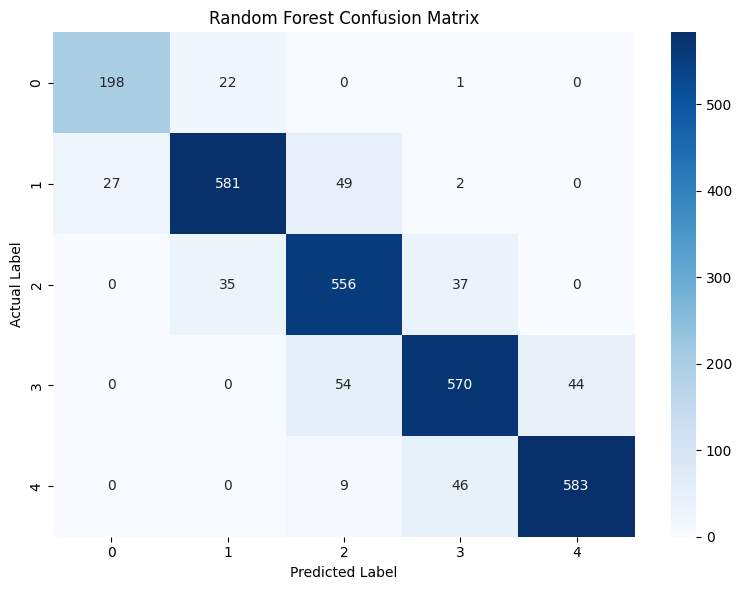 Random Forest Confusion Matrix
Actual Label
0 198 22 0 1 0
1 27 581 49 2 0
2 0 35 556 37 0
3 0 0 54 570 44
4 0 0 9 46 583
0 1 2 3 4
Predicted Label
500
400
300
200
100
0